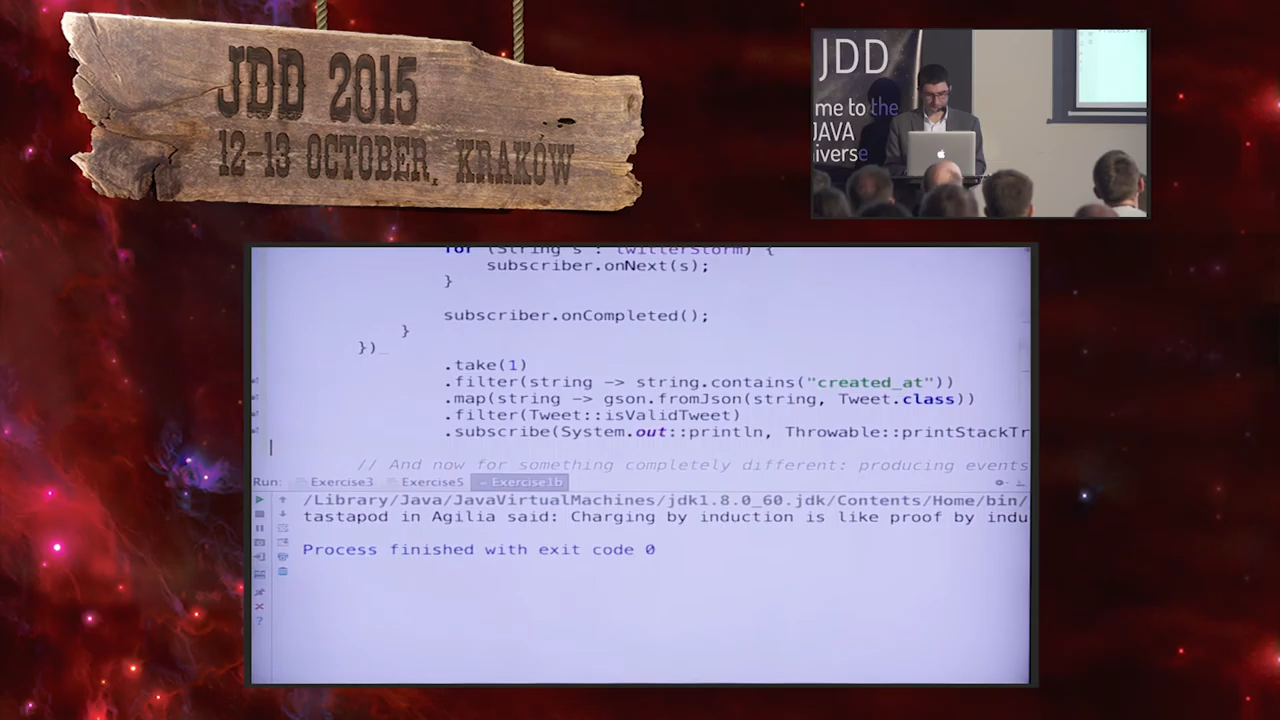 JDD 2015
12-13 OCTOBER, KRAKÓW
JDD
me to the
JAVA
iverse
for (String s : twitterStorm) {
subscriber.onNext(s);
}
subscriber.onCompleted();
}
})
.take(1)
.filter(string -> string.contains("created_at"))
.map(string -> gson.fromJson(string, Tweet.class))
.filter(Tweet::isValidTweet)
.subscribe(System.out::println, Throwable::printStackTr
// And now for something completely different: producing events
Run: Exercise3 Exercise5 Exercise1b
/Library/Java/JavaVirtualMachines/jdk1.8.0_60.jdk/Contents/Home/bin/
tastapod in Agilia said: Charging by induction is like proof by indu
Process finished with exit code 0